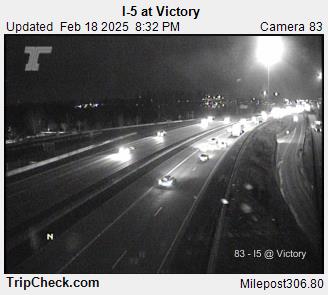 I-5 at Victory
Updated  Feb 18 2025  8:32 PM
Camera 83
T
N
83 - I5 @ Victory
TripCheck.com
Milepost306.80